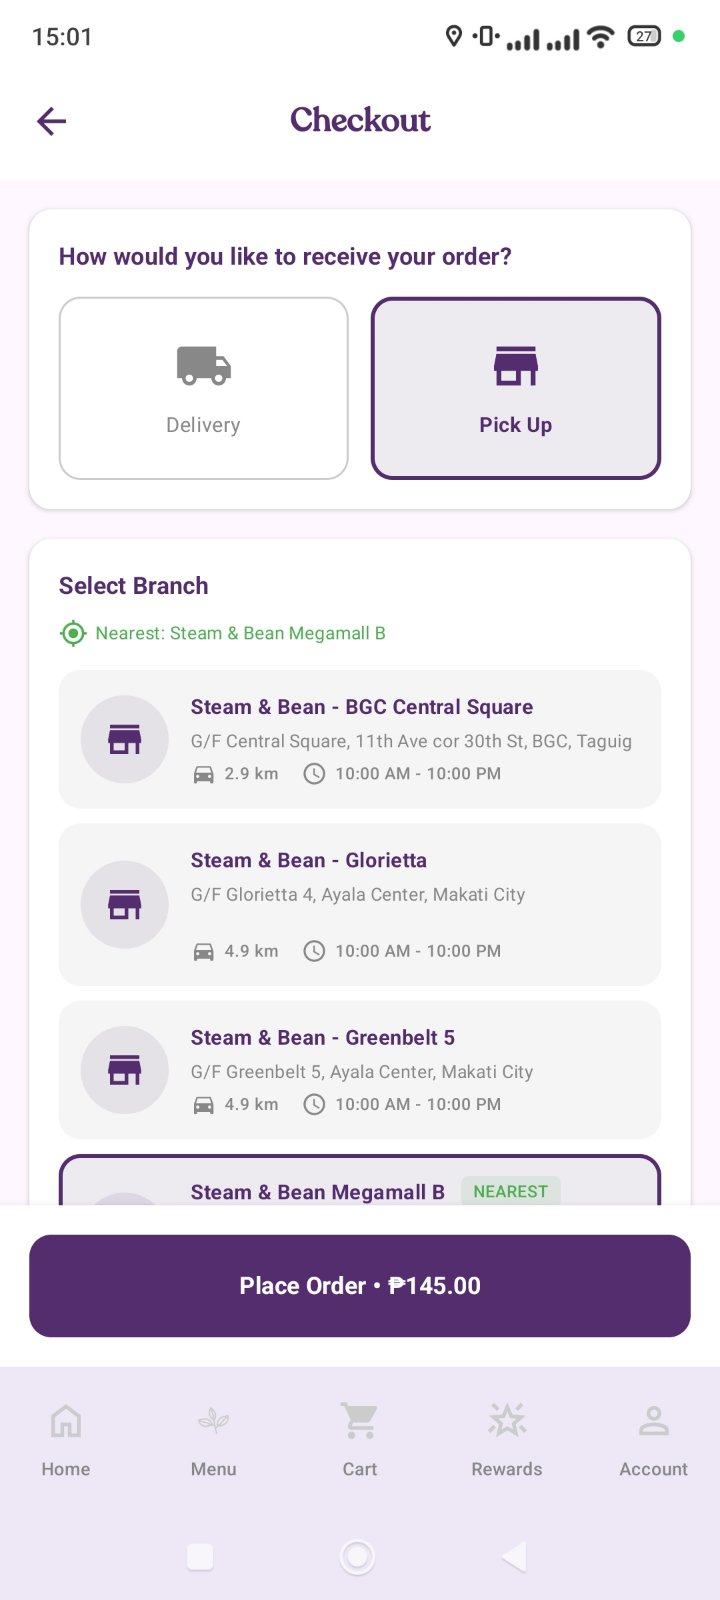 15:01
27
Checkout
How would you like to receive your order?
Delivery
Pick Up
Select Branch
Nearest: Steam & Bean Megamall B
Steam & Bean - BGC Central Square
G/F Central Square, 11th Ave cor 30th St, BGC, Taguig
2.9 km 10:00 AM - 10:00 PM
Steam & Bean - Glorietta
G/F Glorietta 4, Ayala Center, Makati City
4.9 km 10:00 AM - 10:00 PM
Steam & Bean - Greenbelt 5
G/F Greenbelt 5, Ayala Center, Makati City
4.9 km 10:00 AM - 10:00 PM
Steam & Bean Megamall B NEAREST
Place Order • ₱145.00
Home Menu Cart Rewards Account